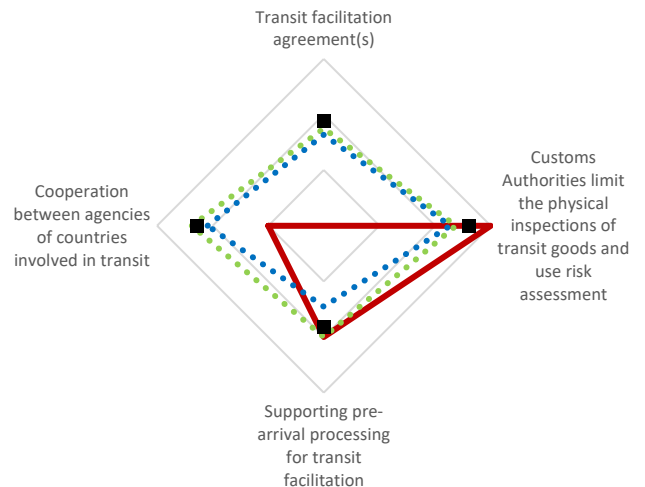 Transit facilitation
agreement(s)
Customs
Authorities limit
the physical
inspections of
transit goods and
use risk
assessment
Cooperation
between agencies
of countries
involved in transit
Supporting pre-
arrival processing
for transit
facilitation